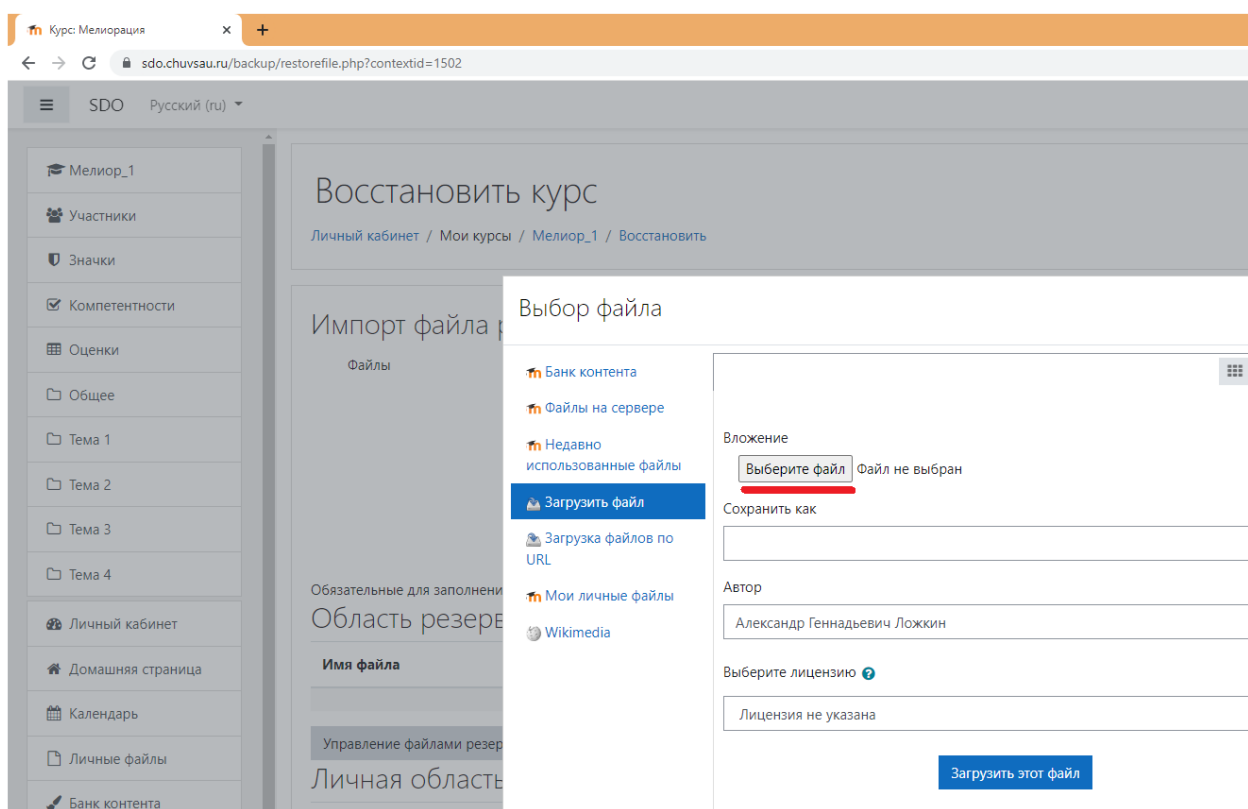 Курс: Мелиорация
sdo.chuvsau.ru/backup/restorefile.php?contextid=1502
SDO Русский (ru)
Мелиор_1
Участники
Значки
Компетентности
Оценки
Общее
Тема 1
Тема 2
Тема 3
Тема 4
Личный кабинет
Домашняя страница
Календарь
Личные файлы
Банк контента
Восстановить курс
Личный кабинет / Мои курсы / Мелиор_1 / Восстановить
Импорт файла
Файлы
Обязательные для
Область
Имя файла
Управление файлами
Личная область
Выбор файла
Банк контента
Файлы на сервере
Недавно
использованные файлы
Загрузить файл
Загрузка файлов по
URL
Мои личные файлы
Wikimedia
Вложение
Выберите файл Файл не выбран
Сохранить как
Автор
Александр Геннадьевич Ложкин
Выберите лицензию
Лицензия не указана
Загрузить этот файл